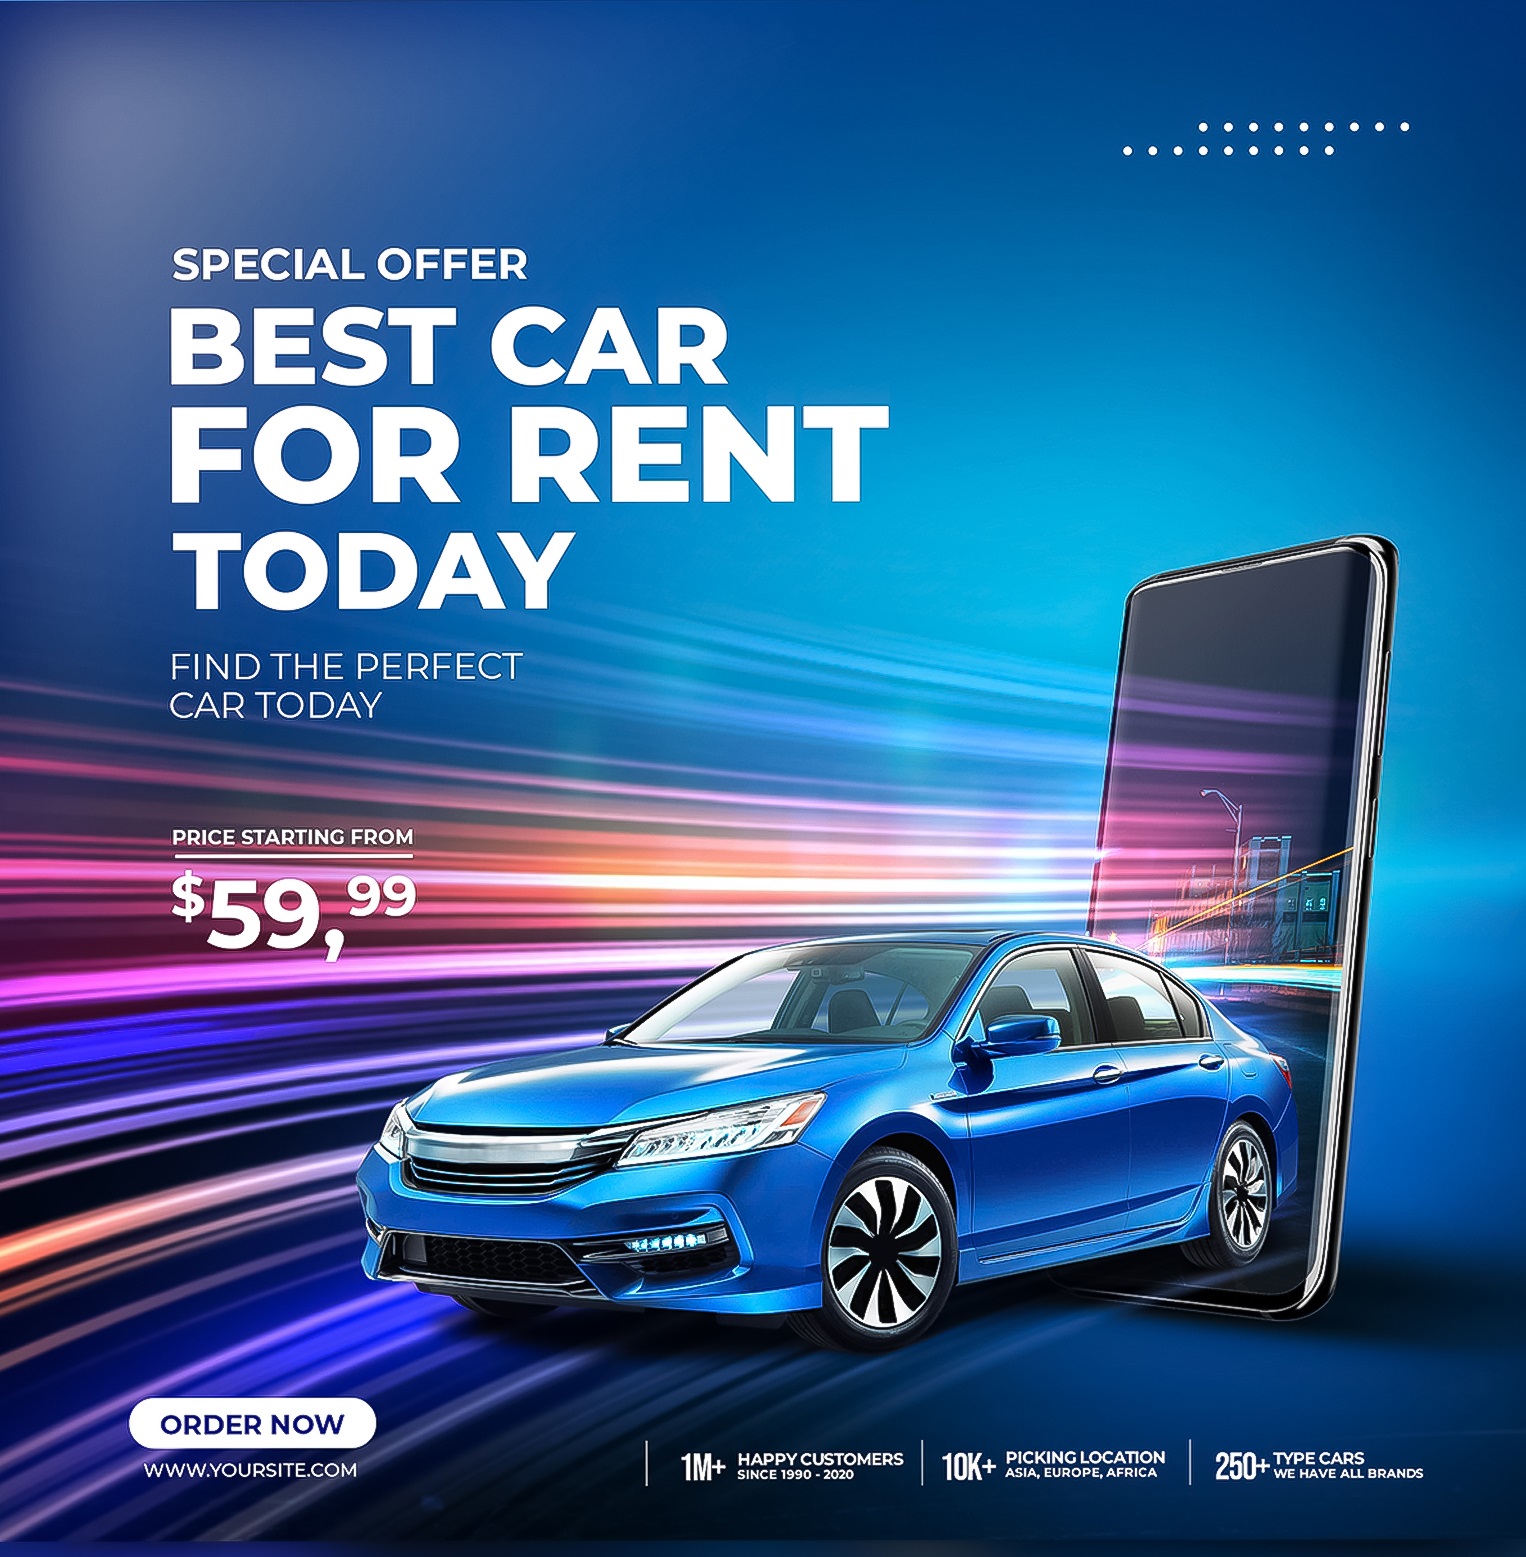 SPECIAL OFFER
BEST CAR
FOR RENT
TODAY
FIND THE PERFECT
CAR TODAY
PRICE STARTING FROM
$59,99
ORDER NOW
WWW.YOURSITE.COM
1M+ HAPPY CUSTOMERS
SINCE 1990 - 2020
10K+ PICKING LOCATION
ASIA, EUROPE, AFRICA
250+ TYPE CARS
WE HAVE ALL BRANDS